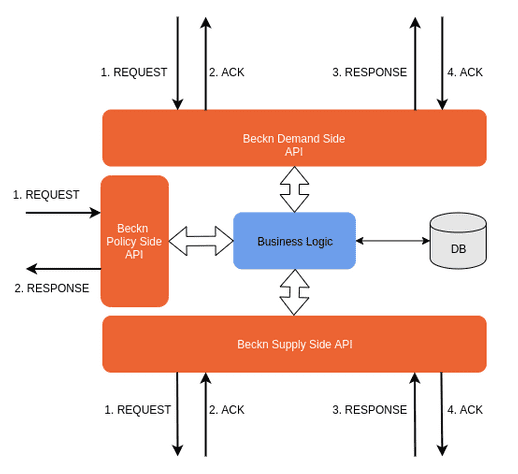 1. REQUEST
2. ACK
3. RESPONSE
4. ACK
Beckn Demand Side
API
1. REQUEST
Beckn
Policy Side
API
Business Logic
DB
2. RESPONSE
Beckn Supply Side API
1. REQUEST
2. ACK
3. RESPONSE
4. ACK